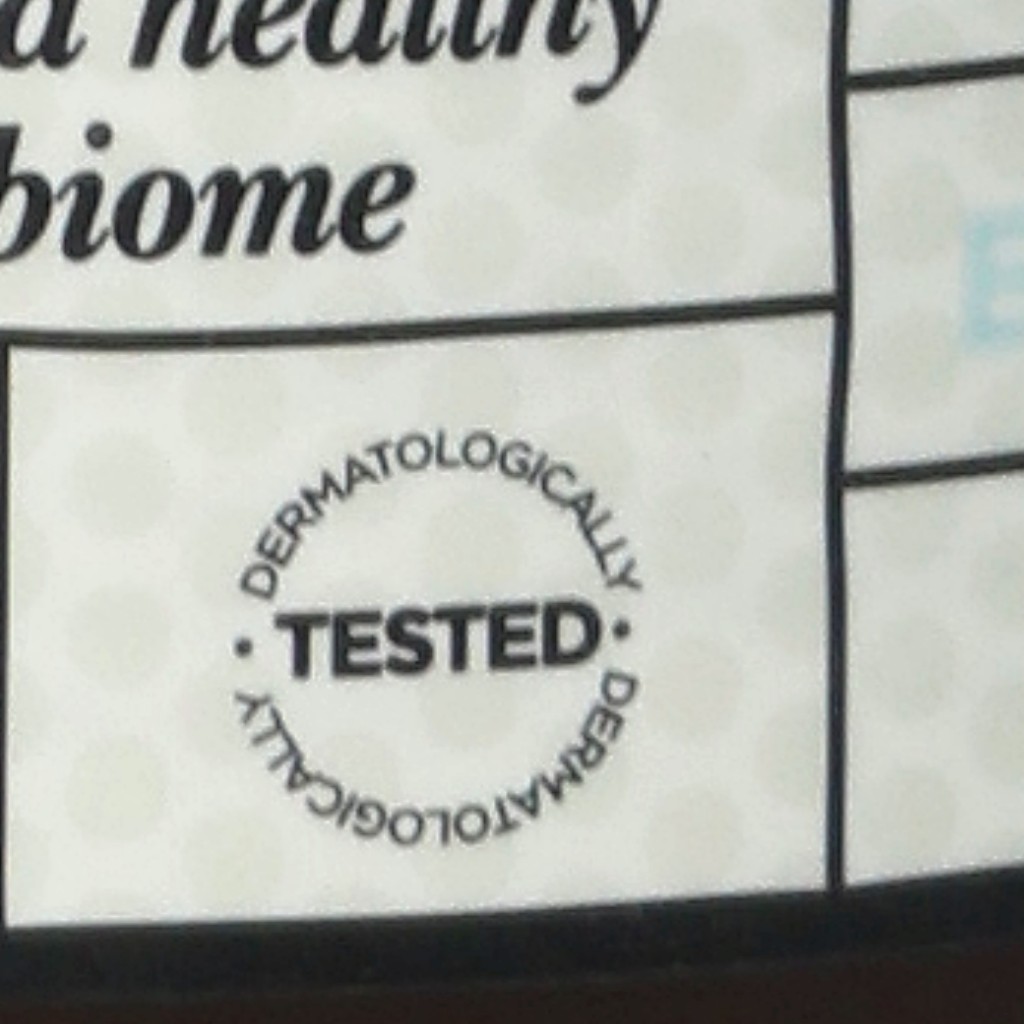 healthy
biome
DERMATOLOGICALLY
• TESTED •
DERMATOLOGICALLY